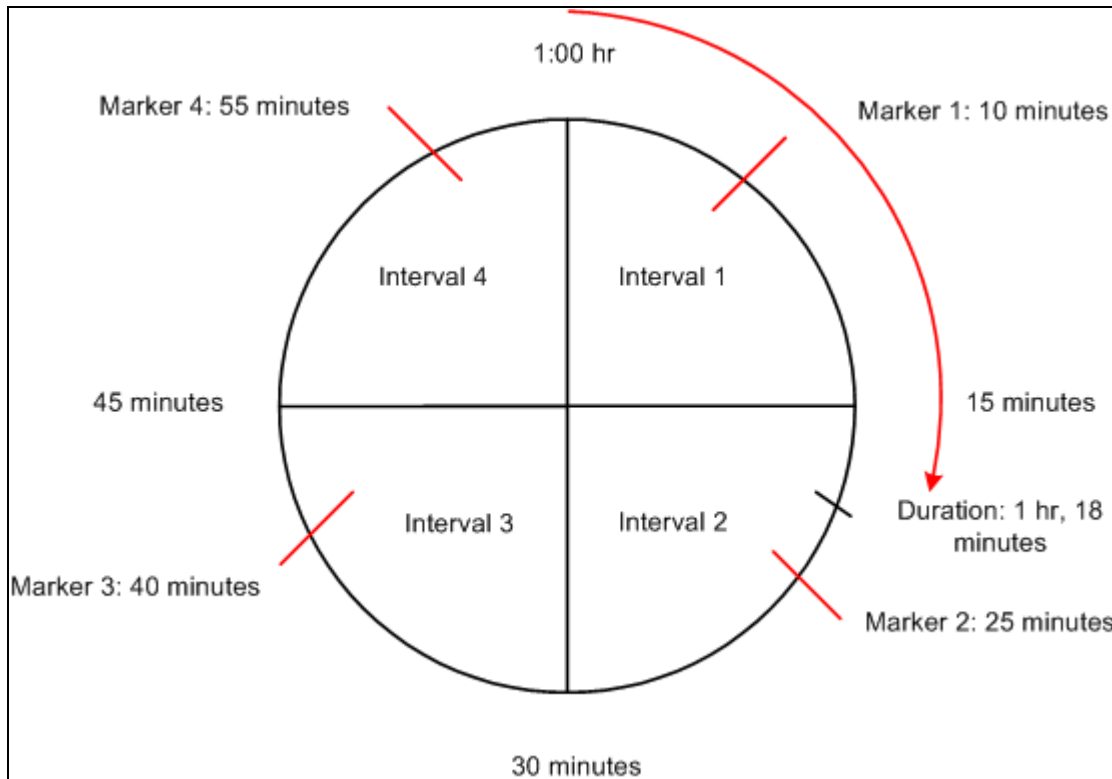 1:00 hr
Marker 4: 55 minutes
Marker 1: 10 minutes
Interval 4
Interval 1
45 minutes
15 minutes
Interval 3
Interval 2
Duration: 1 hr, 18
minutes
Marker 3: 40 minutes
Marker 2: 25 minutes
30 minutes